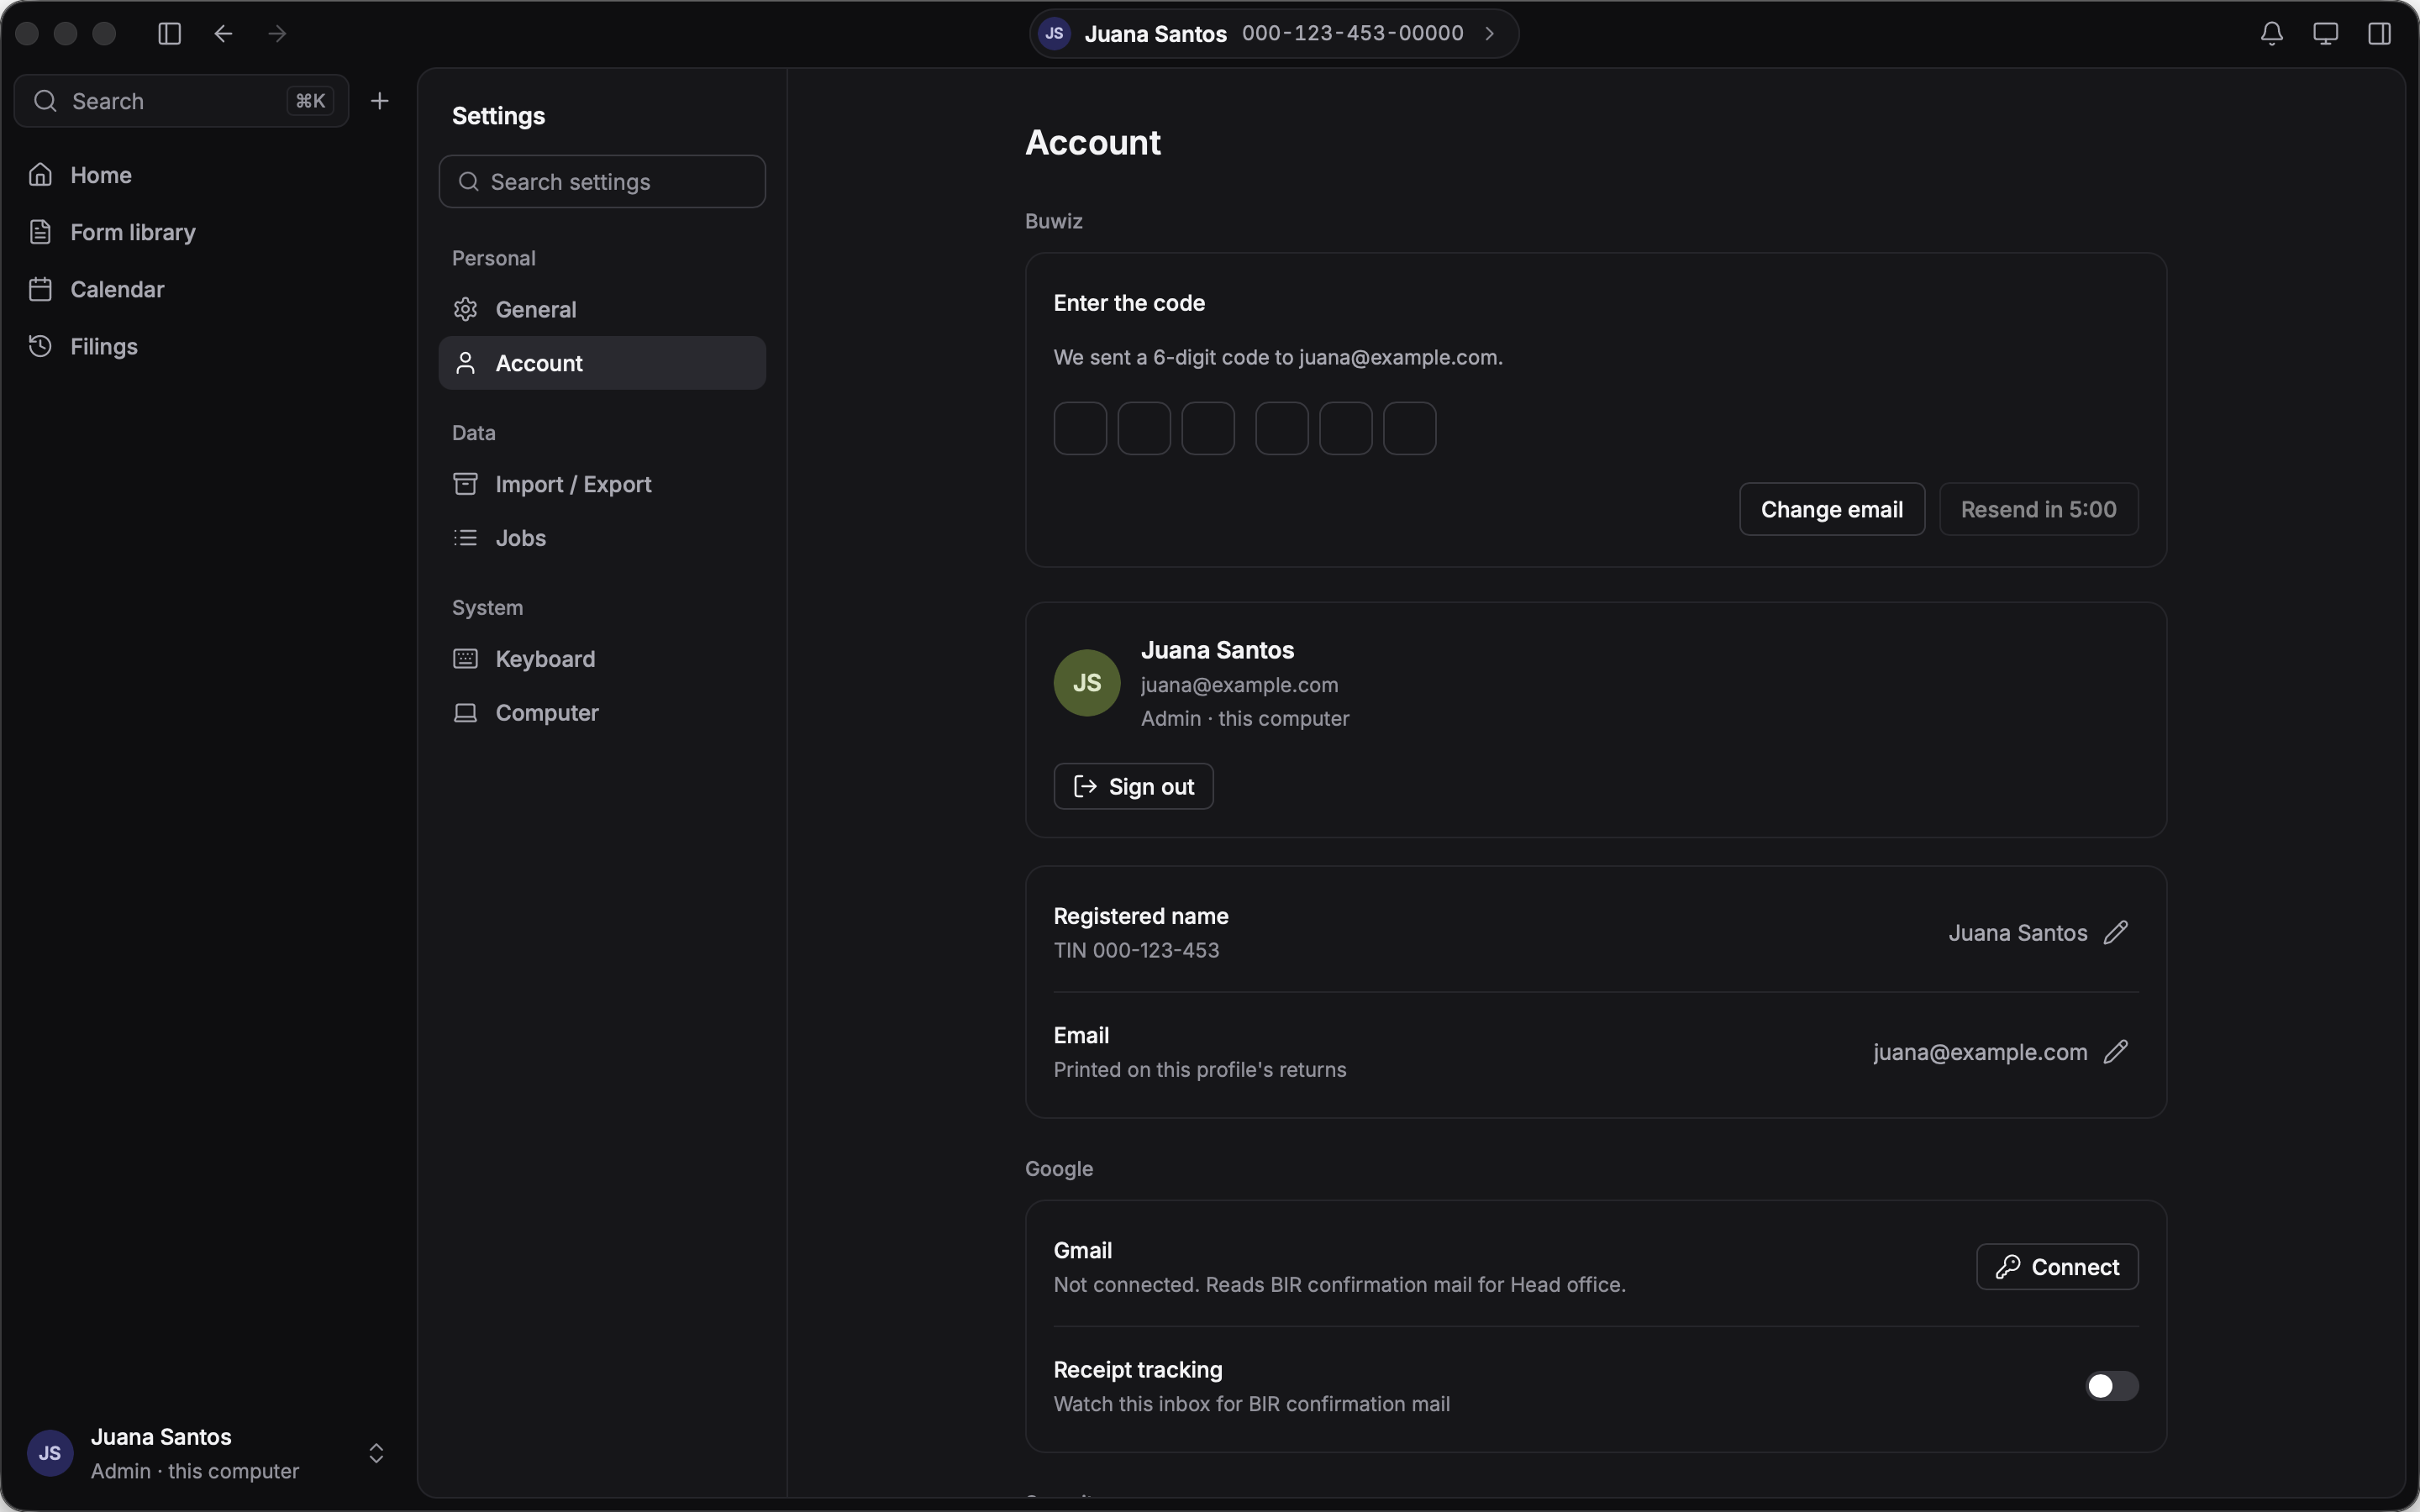 JS Juana Santos 000-123-453-00000
Search ⌘K
Home
Form library
Calendar
Filings
JS
Juana Santos
Admin · this computer
Settings
Search settings
Personal
General
Account
Data
Import / Export
Jobs
System
Keyboard
Computer
Account
Buwiz
Enter the code
We sent a 6-digit code to juana@example.com.
Change email
Resend in 5:00
JS
Juana Santos
juana@example.com
Admin · this computer
Sign out
Registered name
TIN 000-123-453
Juana Santos
Email
Printed on this profile's returns
juana@example.com
Google
Gmail
Not connected. Reads BIR confirmation mail for Head office.
Connect
Receipt tracking
Watch this inbox for BIR confirmation mail